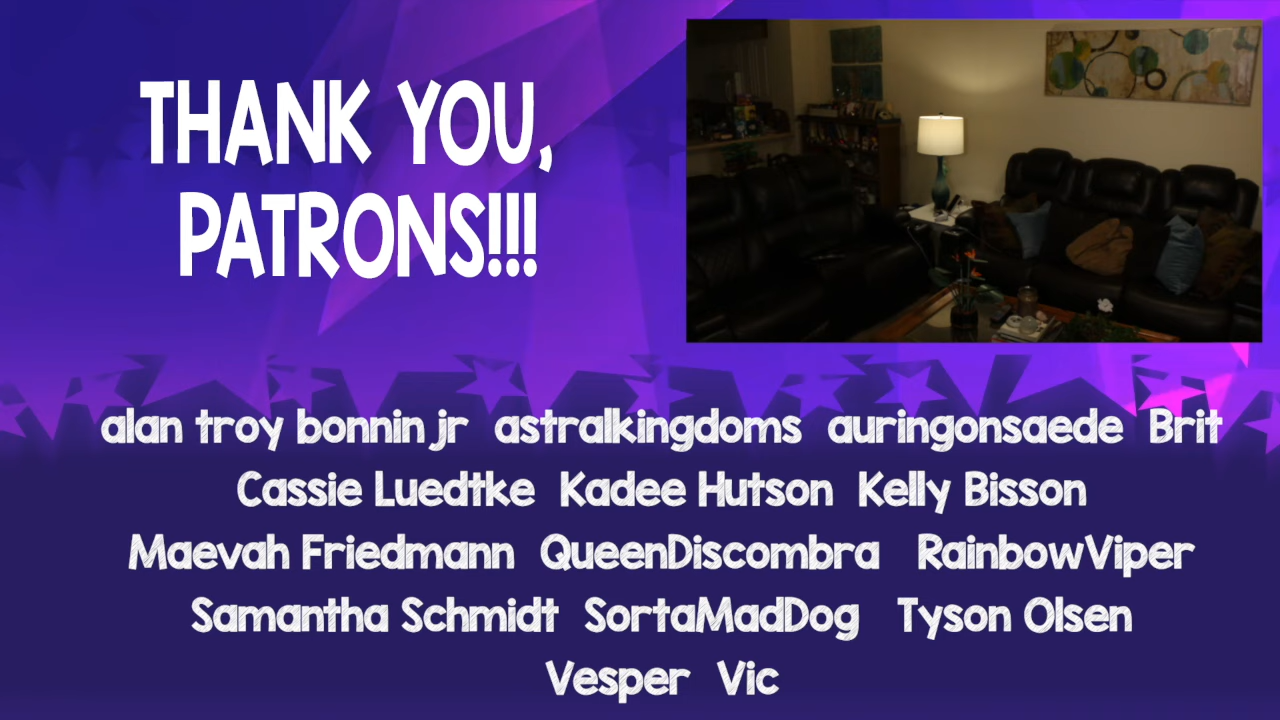 THANK YOU,
PATRONS!!!
alan troy bonnin jr astralkingdoms auringonsaede Brit
Cassie Luedtke Kadee Hutson Kelly Bisson
Maevah Friedmann QueenDiscombra RainbowViper
Samantha Schmidt SortaMadDog Tyson Olsen
Vesper Vic